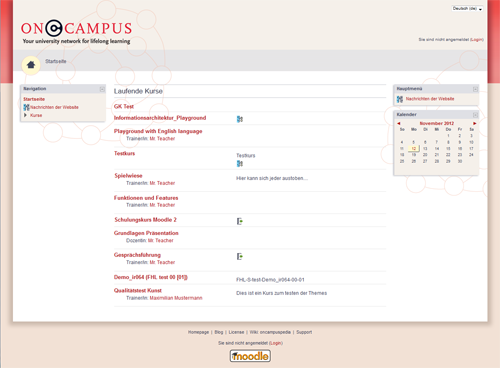 Deutsch (de)
ON CAMPUS
Your university network for lifelong learning
Sie sind nicht angemeldet (Login)
Startseite
Navigation
Startseite
Nachrichten der Website
Kurse
Laufende Kurse
GK Test
Informationsarchitektur_Playground
Playground with English language
TrainerIn: Mr. Teacher
Testkurs
Testkurs
Spielwiese
TrainerIn: Mr. Teacher
Hier kann sich jeder austoben...
Funktionen und Features
TrainerIn: Mr. Teacher
Schulungskurs Moodle 2
Grundlagen Präsentation
DozentIn: Mr. Teacher
Gesprächsführung
TrainerIn: Mr. Teacher
Demo_ir064 (FHL test 00 [01])
FHL-S-test-Demo_ir064-00-01
Qualitätstest Kunst
TrainerIn: Maximilian Mustermann
Dies ist ein Kurs zum testen der Themes
Hauptmenü
Nachrichten der Website
Kalender
◄ November 2012 ►
So Mo Di Mi Do Fr Sa
1 2 3
4 5 6 7 8 9 10
11 12 13 14 15 16 17
18 19 20 21 22 23 24
25 26 27 28 29 30
Homepage | Blog | License | Wiki: oncampuspedia | Support
Sie sind nicht angemeldet (Login)
moodle